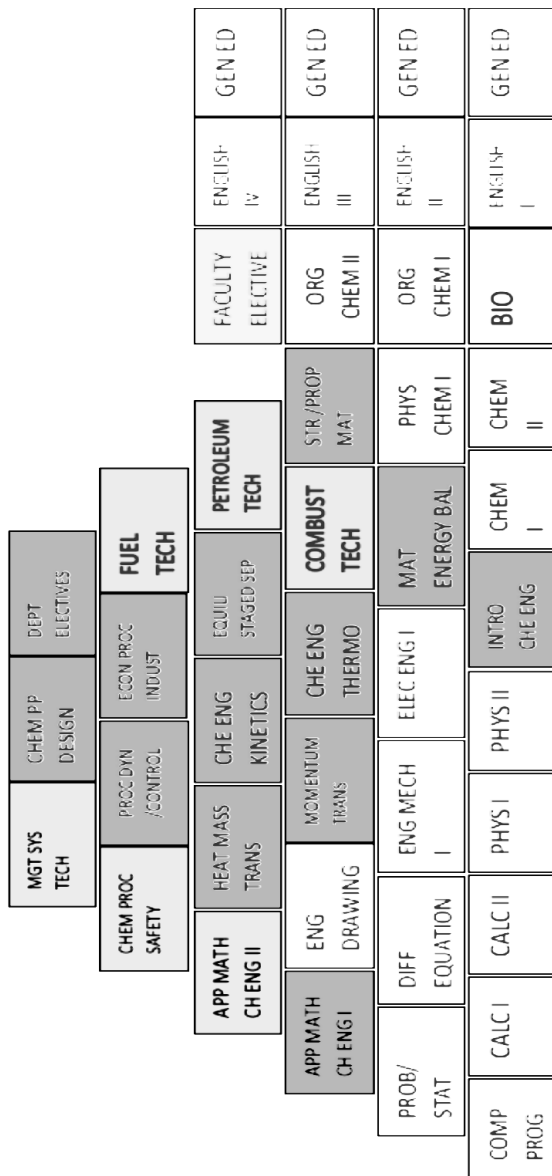 MGT SYS
TECH
CHEM PP
DESIGN
DEPT
ELECTIVES
CHEM PROC
SAFETY
PROC DYN
/CONTROL
ECON PROC
INDUST
FUEL
TECH
APP MATH
CH ENG II
HEAT MASS
TRANS
CHE ENG
KINETICS
EQUILI
STAGED SEP
PETROLEUM
TECH
FACULTY
ELECTIVE
ENGLISH
IV
GEN ED
APP MATH
CH ENG I
ENG
DRAWING
MOMENTUM
TRANS
CHE ENG
THERMO
COMBUST
TECH
STR /PROP
MAT
ORG
CHEM II
ENGLISH
III
GEN ED
PROB/
STAT
DIFF
EQUATION
ENG MECH
I
ELEC ENG I
MAT
ENERGY BAL
PHYS
CHEM I
ORG
CHEM I
ENGLISH
II
GEN ED
COMP
PROG
CALC I
CALC II
PHYS I
PHYS II
INTRO
CHE ENG
CHEM
I
CHEM
II
BIO
ENGLISH
I
GEN ED